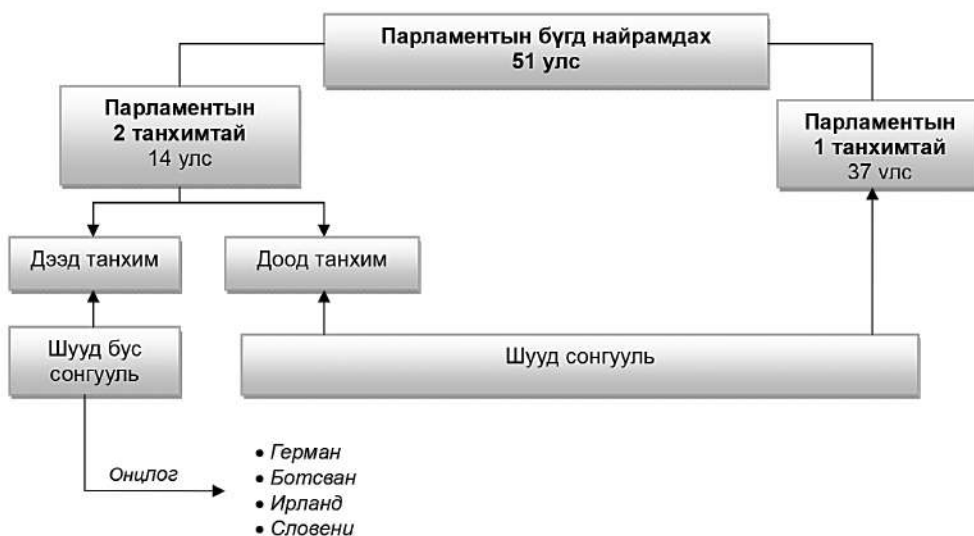 Парламентын бүгд найрамдах
51 улс
Парламентын
2 танхимтай
14 улс
Парламентын
1 танхимтай
37 улс
Дээд танхим
Доод танхим
Шууд бус
сонгууль
Шууд сонгууль
Онцлог
• Герман
• Ботсван
• Ирланд
• Словени